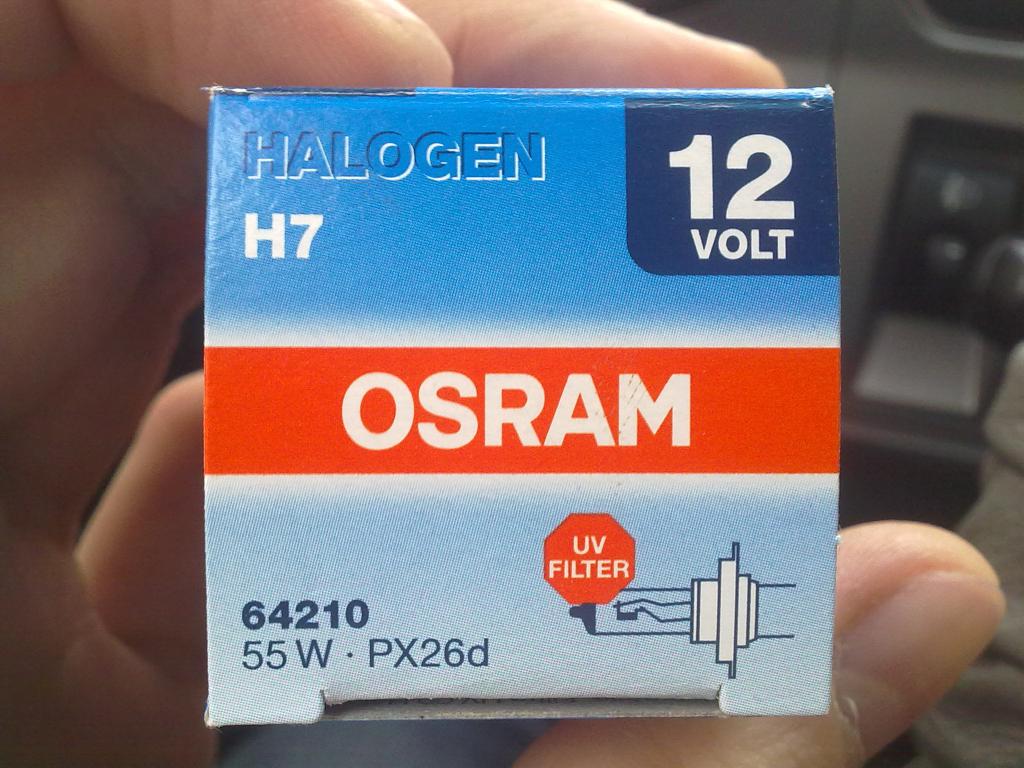 HALOGEN
H7
12
VOLT
OSRAM
UV
FILTER
64210
55 W · PX26d